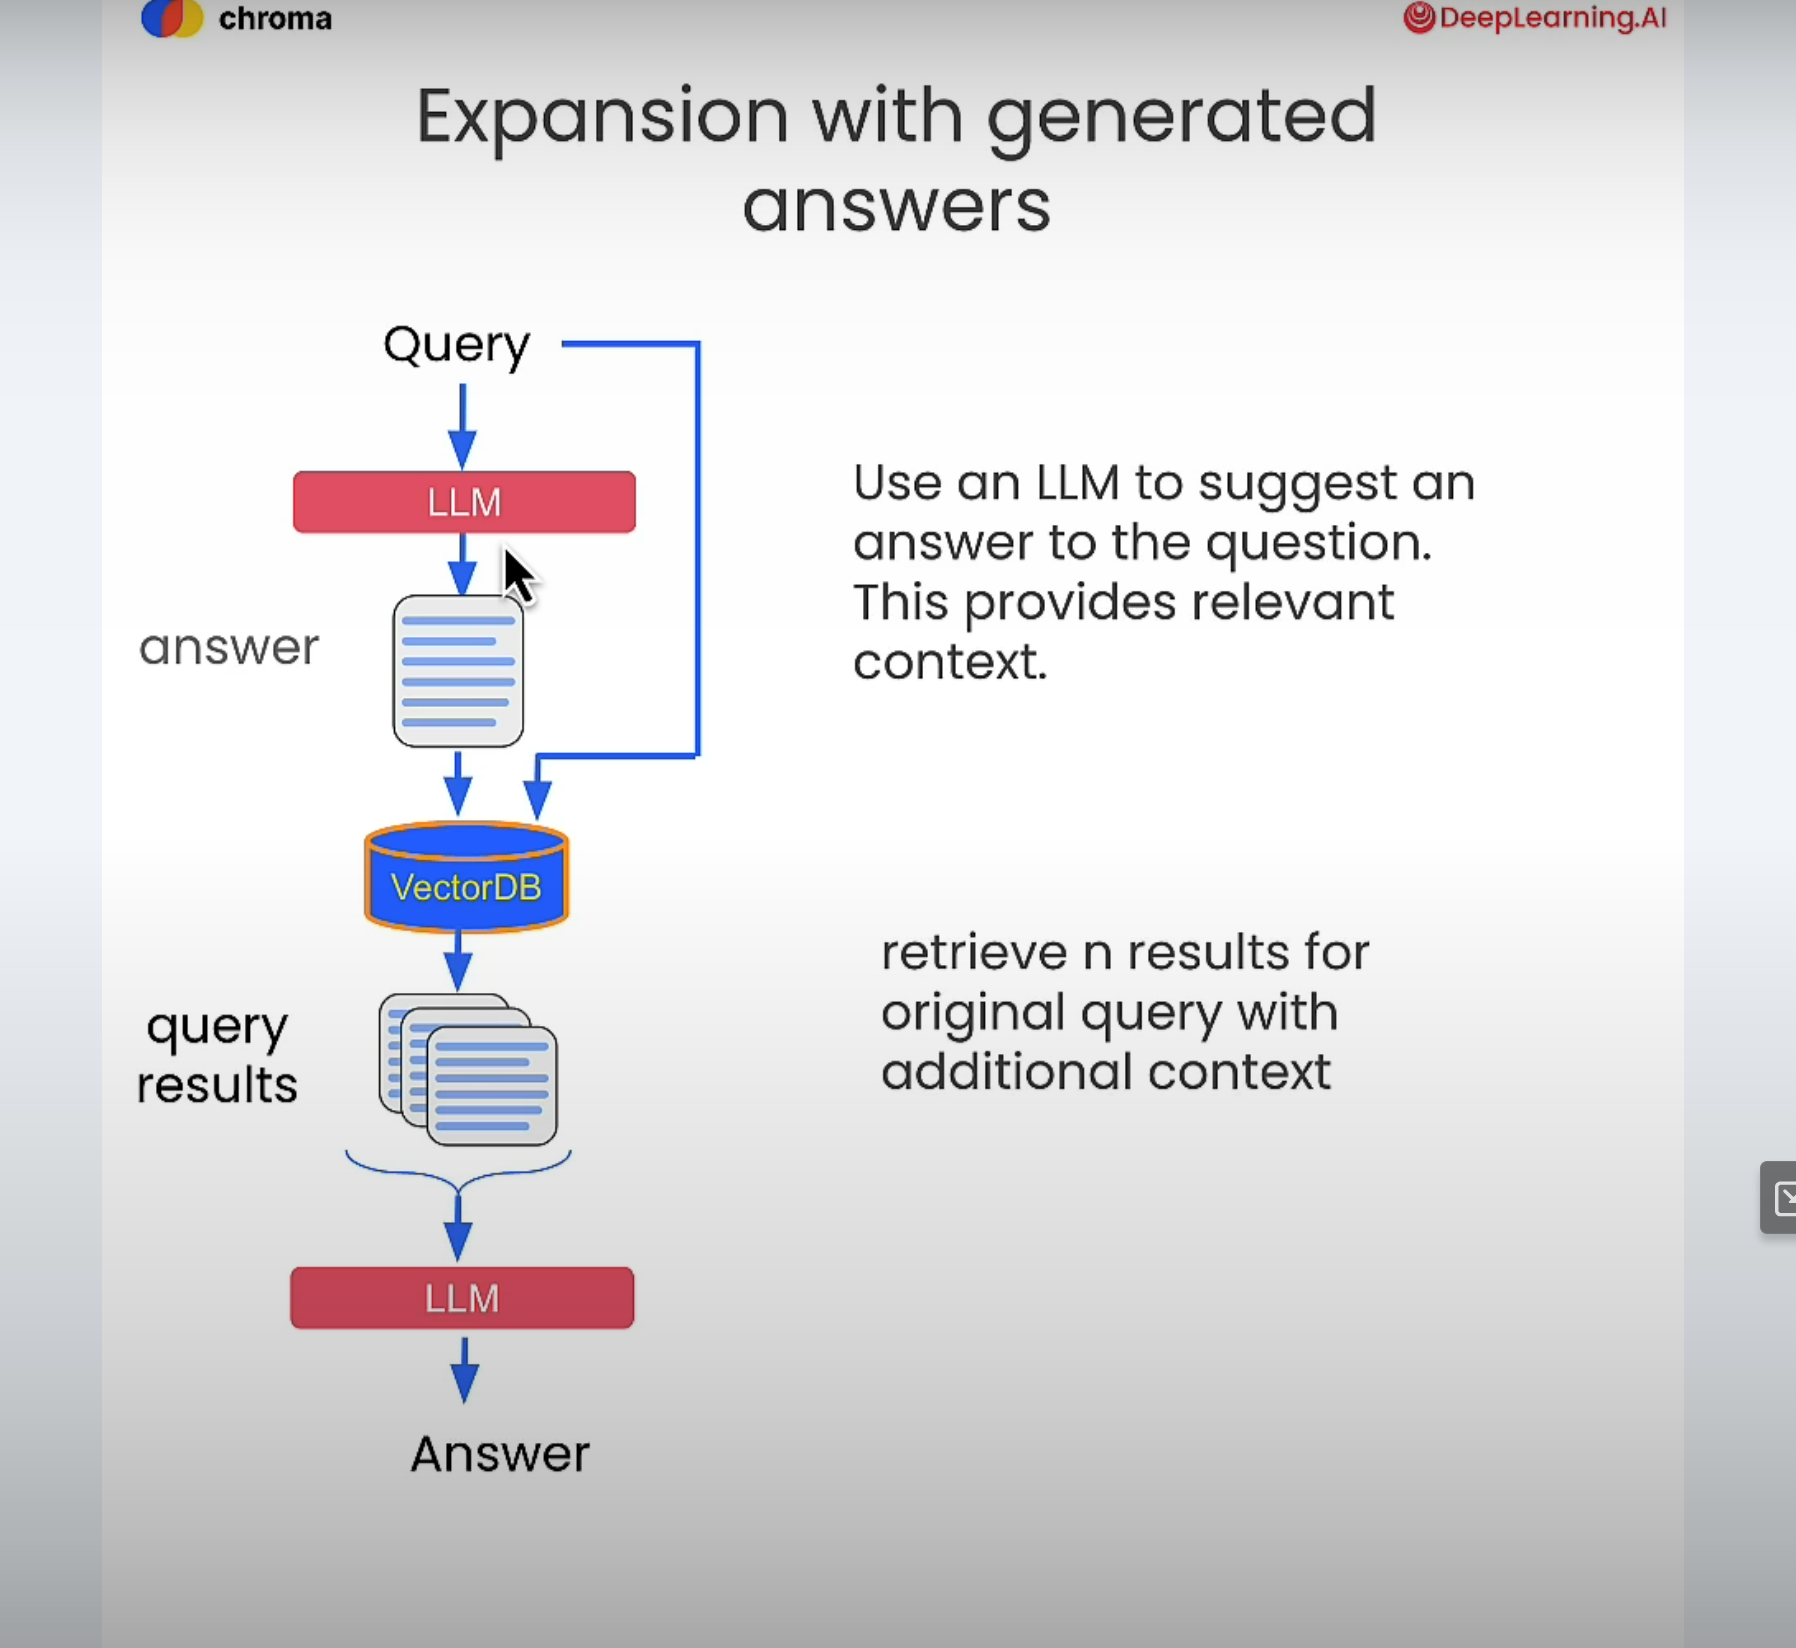 chroma
DeepLearning.AI
Expansion with generated
answers
Query
LLM
Use an LLM to suggest an
answer to the question.
This provides relevant
context.
answer
VectorDB
retrieve n results for
original query with
additional context
query
results
LLM
Answer